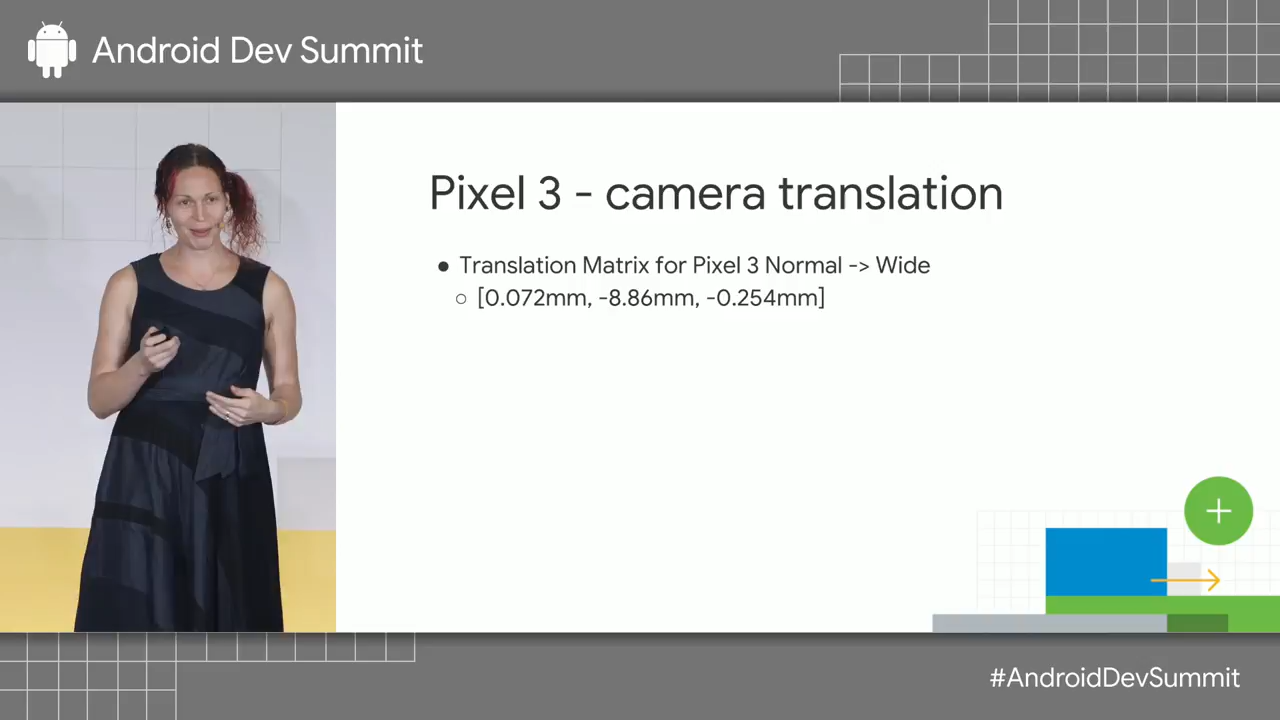 Android Dev Summit
Pixel 3 - camera translation
● Translation Matrix for Pixel 3 Normal -> Wide
○ [0.072mm, -8.86mm, -0.254mm]
#AndroidDevSummit